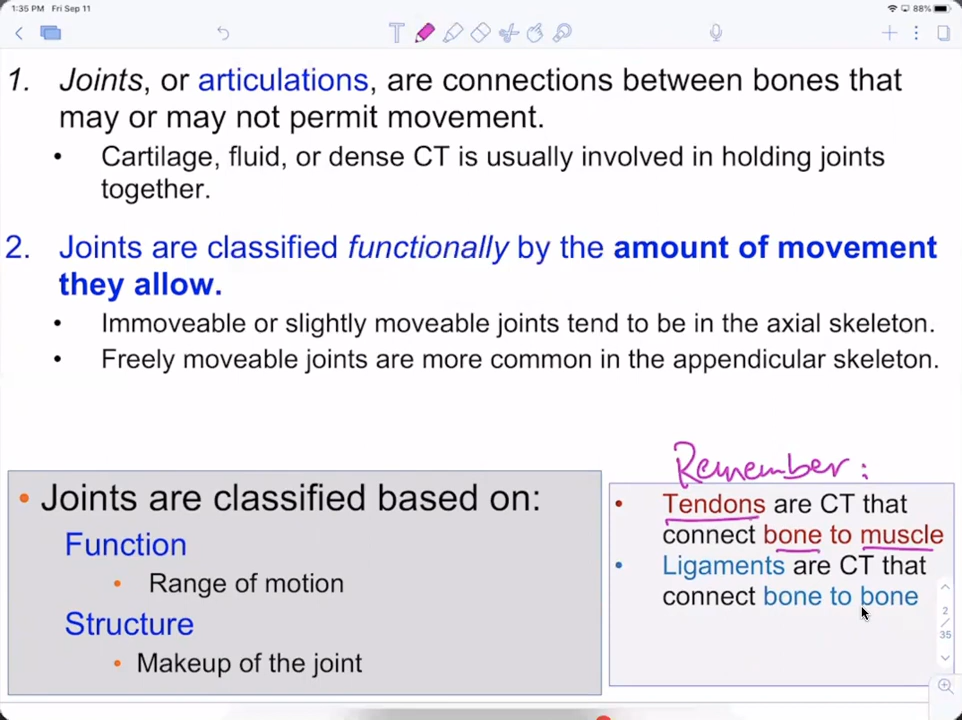 1:35 PM Fri Sep 11
88%
T
1. Joints, or articulations, are connections between bones that
may or may not permit movement.
• Cartilage, fluid, or dense CT is usually involved in holding joints
together.
2. Joints are classified functionally by the amount of movement
they allow.
• Immoveable or slightly moveable joints tend to be in the axial skeleton.
• Freely moveable joints are more common in the appendicular skeleton.
• Joints are classified based on:
Function
• Range of motion
Structure
• Makeup of the joint
Remember:
• Tendons are CT that
connect bone to muscle
• Ligaments are CT that
connect bone to bone
2
/
35